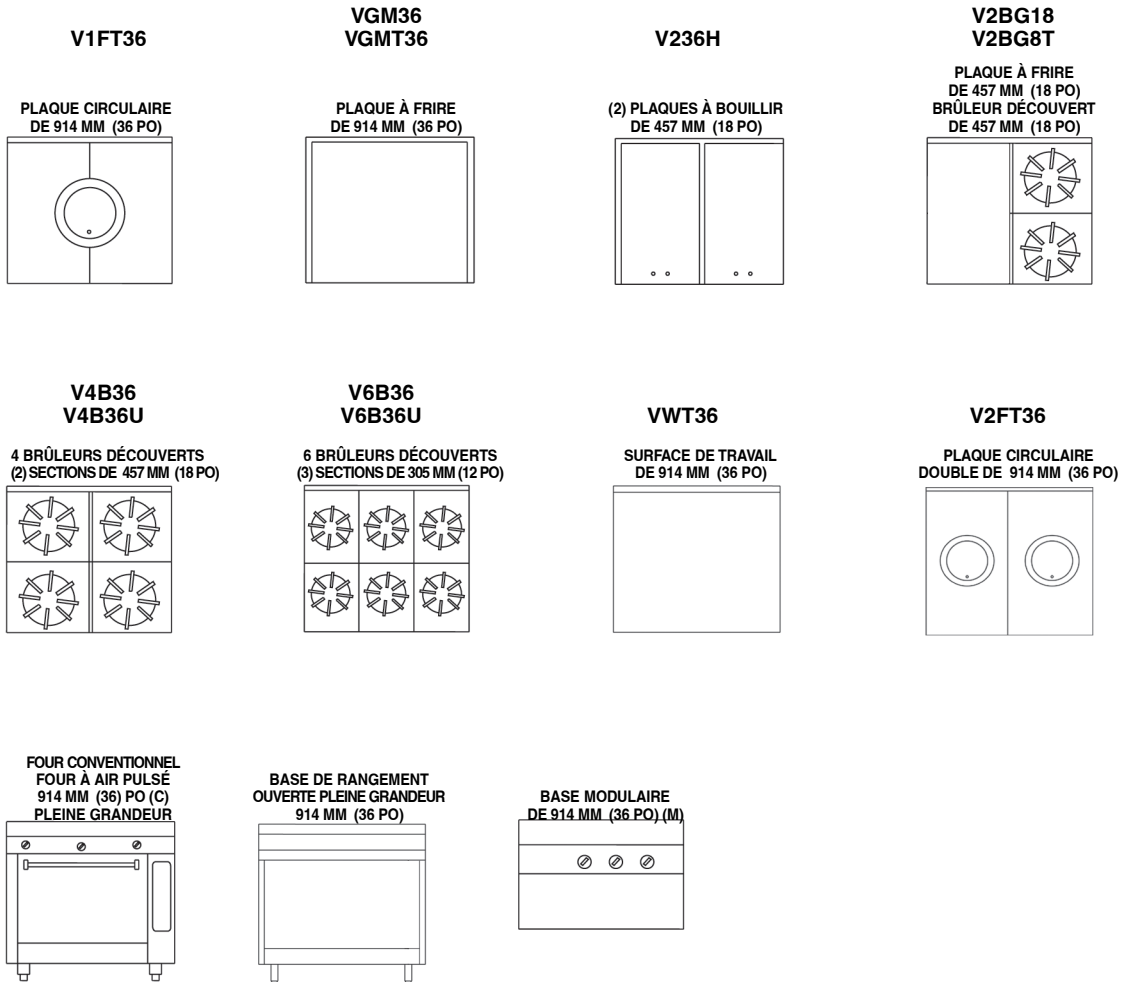 V1FT36
PLAQUE CIRCULAIRE
DE 914 MM (36 PO)
VGM36
VGMT36
PLAQUE À FRIRE
DE 914 MM (36 PO)
V236H
(2) PLAQUES À BOUILLIR
DE 457 MM (18 PO)
V2BG18
V2BG8T
PLAQUE À FRIRE
DE 457 MM (18 PO)
BRÛLEUR DÉCOUVERT
DE 457 MM (18 PO)
V4B36
V4B36U
4 BRÛLEURS DÉCOUVERTS
(2) SECTIONS DE 457 MM (18 PO)
V6B36
V6B36U
6 BRÛLEURS DÉCOUVERTS
(3) SECTIONS DE 305 MM (12 PO)
VWT36
SURFACE DE TRAVAIL
DE 914 MM (36 PO)
V2FT36
PLAQUE CIRCULAIRE
DOUBLE DE 914 MM (36 PO)
FOUR CONVENTIONNEL
FOUR À AIR PULSÉ
914 MM (36) PO (C)
PLEINE GRANDEUR
BASE DE RANGEMENT
OUVERTE PLEINE GRANDEUR
914 MM (36 PO)
BASE MODULAIRE
DE 914 MM (36 PO) (M)